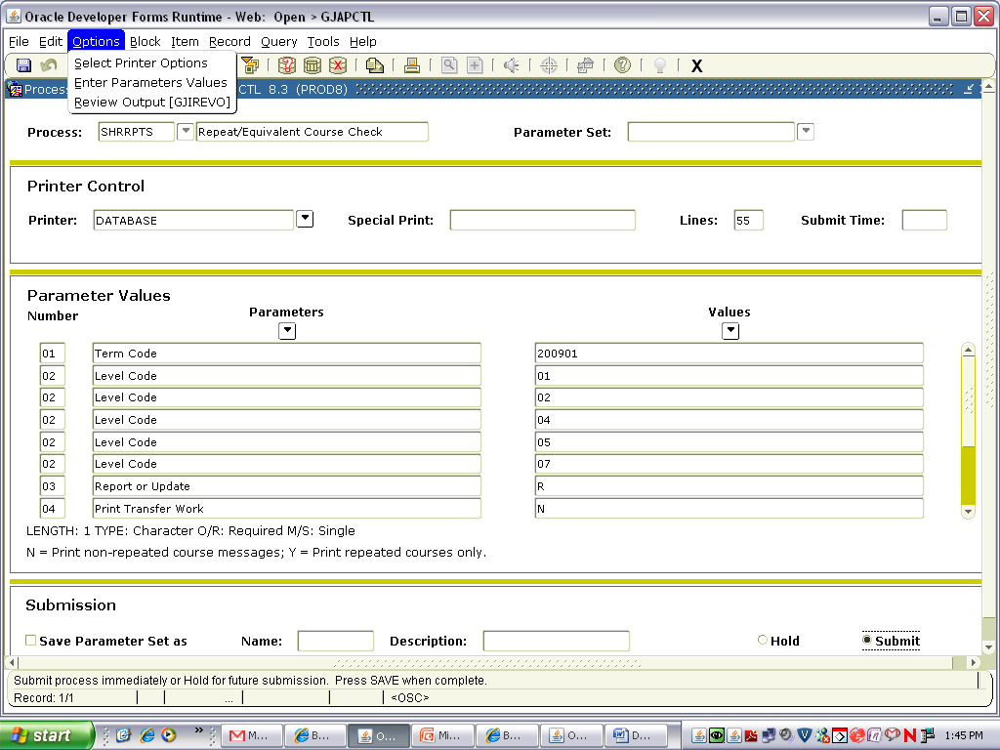 Oracle Developer Forms Runtime - Web: Open > GJAPCTL
File Edit Options Block Item Record Query Tools Help
Select Printer Options
Enter Parameters Values
Review Output [GJIREVO]
X
Process CTL 8.3 (PROD8)
Process: SHRRPTS Repeat/Equivalent Course Check Parameter Set:
Printer Control
Printer: DATABASE Special Print: Lines: 55 Submit Time:
Parameter Values
Number Parameters Values
01 Term Code 200901
02 Level Code 01
02 Level Code 02
02 Level Code 04
02 Level Code 05
02 Level Code 07
03 Report or Update R
04 Print Transfer Work N
LENGTH: 1 TYPE: Character O/R: Required M/S: Single
N = Print non-repeated course messages; Y = Print repeated courses only.
Submission
Save Parameter Set as Name: Description: Hold Submit
Submit process immediately or Hold for future submission. Press SAVE when complete.
Record: 1/1 ... <OSC>
start » M... B... O... Mi... B... O... D... 1:45 PM